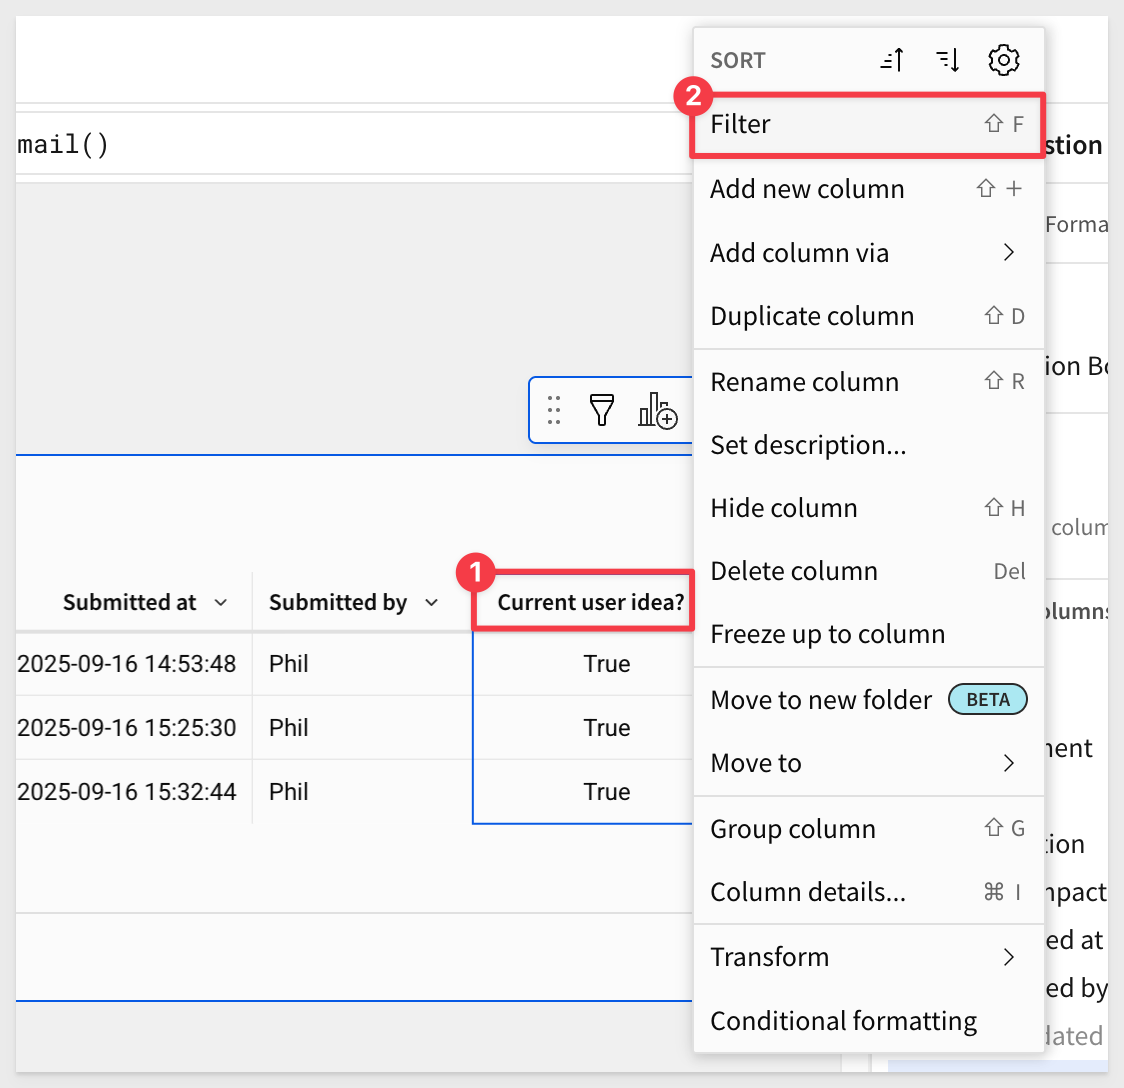 SORT
2
Filter ⇧ F
mail()
stion
Add new column ⇧ +
Forma
Add column via
Duplicate column ⇧ D
ion Bo
Rename column ⇧ R
Set description...
Hide column ⇧ H
colum
1
Delete column Del
Submitted at Submitted by Current user idea?
olumns
Freeze up to column
2025-09-16 14:53:48 Phil True
Move to new folder BETA
2025-09-16 15:25:30 Phil True
nent
Move to
2025-09-16 15:32:44 Phil True
Group column ⇧ G
tion
Column details... ⌘ I
npact
ed at
Transform
ed by
Conditional formatting
dated